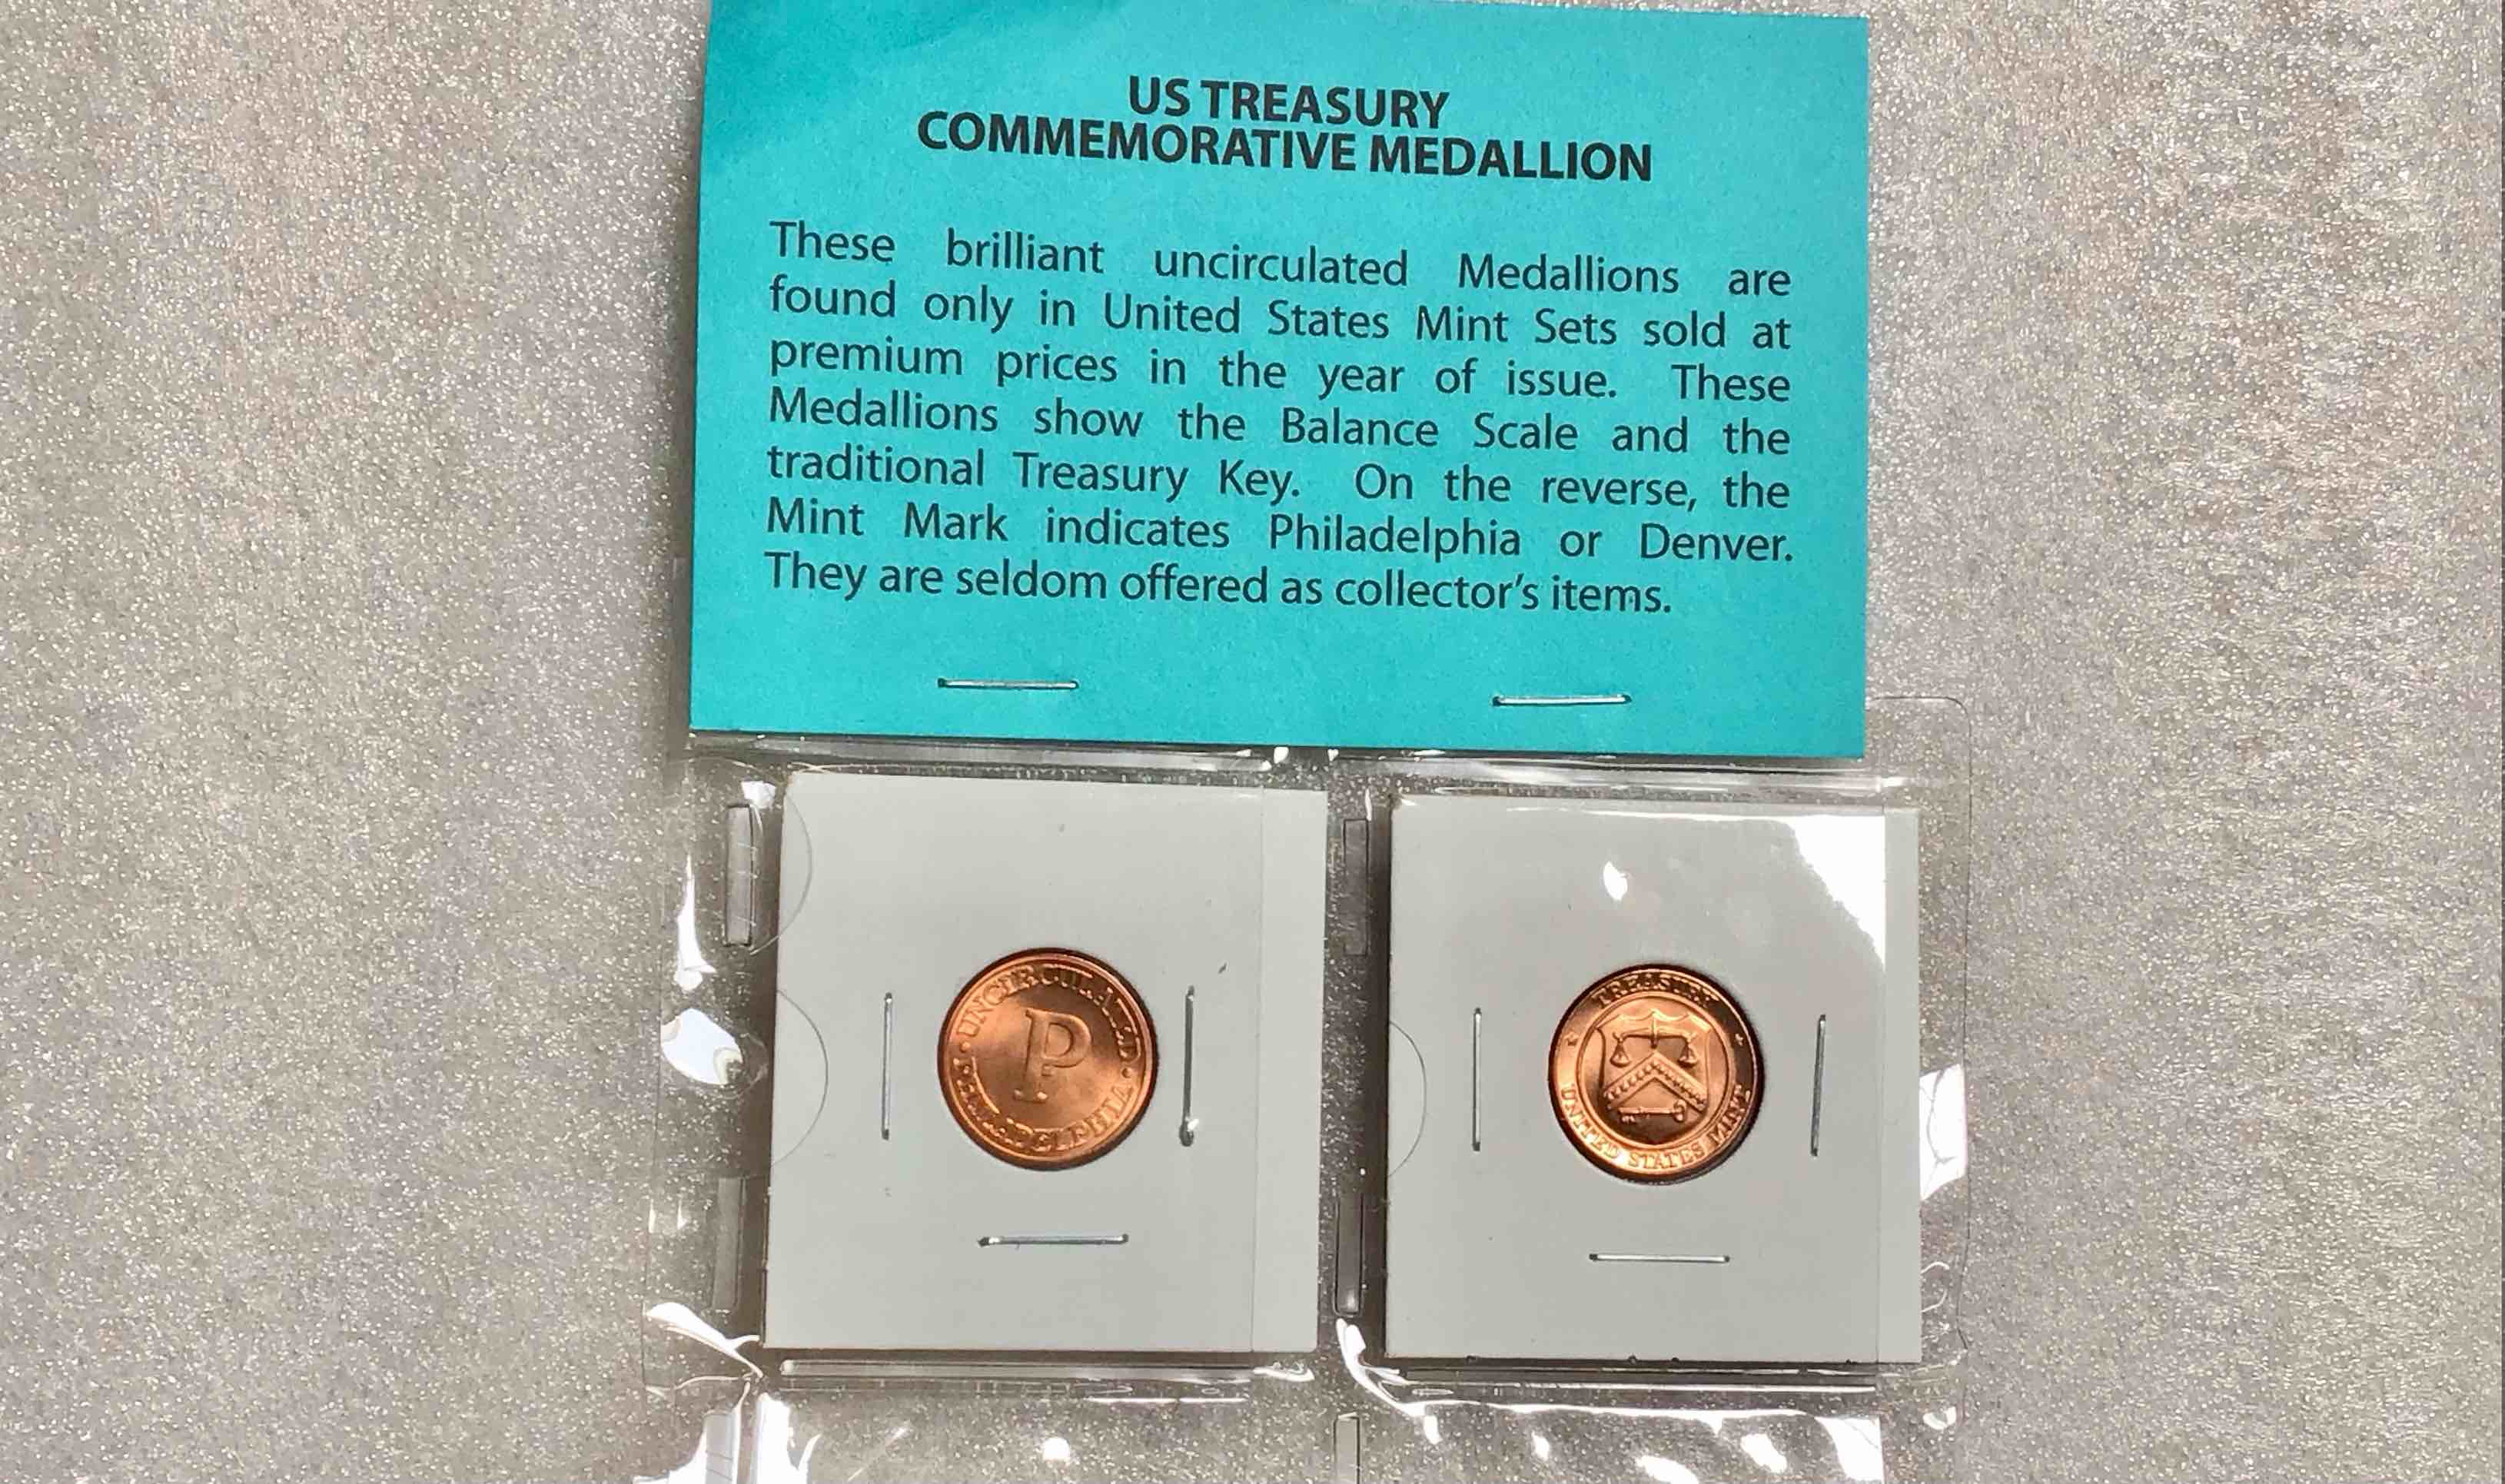 US TREASURY
COMMEMORATIVE MEDALLION
These brilliant uncirculated Medallions are
found only in United States Mint Sets sold at
premium prices in the year of issue. These
Medallions show the Balance Scale and the
traditional Treasury Key. On the reverse, the
Mint Mark indicates Philadelphia or Denver.
They are seldom offered as collector's items.
UNCIRCULATED
P
PHILADELPHIA
TREASURY
UNITED STATES MINT